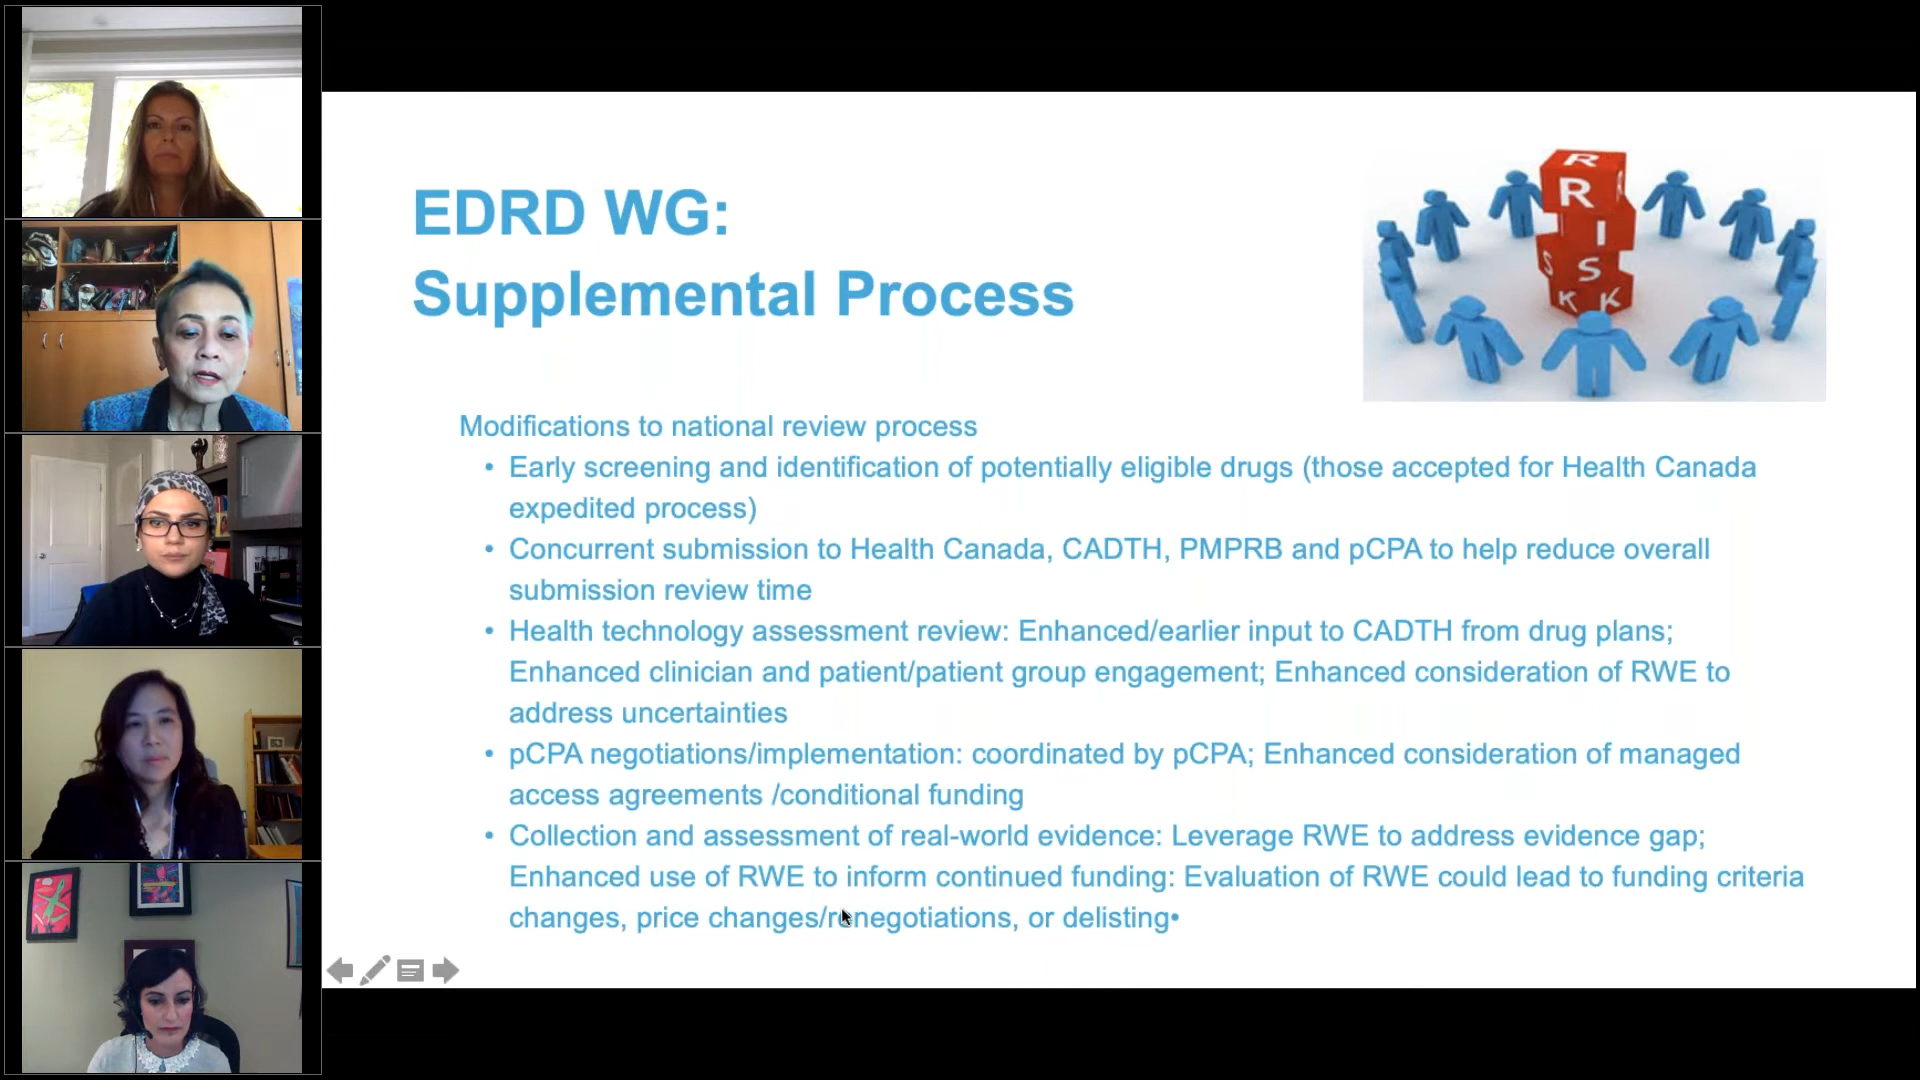 EDRD WG:
Supplemental Process
R
R
R
I
S
S
K
K
Modifications to national review process
• Early screening and identification of potentially eligible drugs (those accepted for Health Canada
expedited process)
• Concurrent submission to Health Canada, CADTH, PMPRB and pCPA to help reduce overall
submission review time
• Health technology assessment review: Enhanced/earlier input to CADTH from drug plans;
Enhanced clinician and patient/patient group engagement; Enhanced consideration of RWE to
address uncertainties
• pCPA negotiations/implementation: coordinated by pCPA; Enhanced consideration of managed
access agreements /conditional funding
• Collection and assessment of real-world evidence: Leverage RWE to address evidence gap;
Enhanced use of RWE to inform continued funding: Evaluation of RWE could lead to funding criteria
changes, price changes/renegotiations, or delisting•